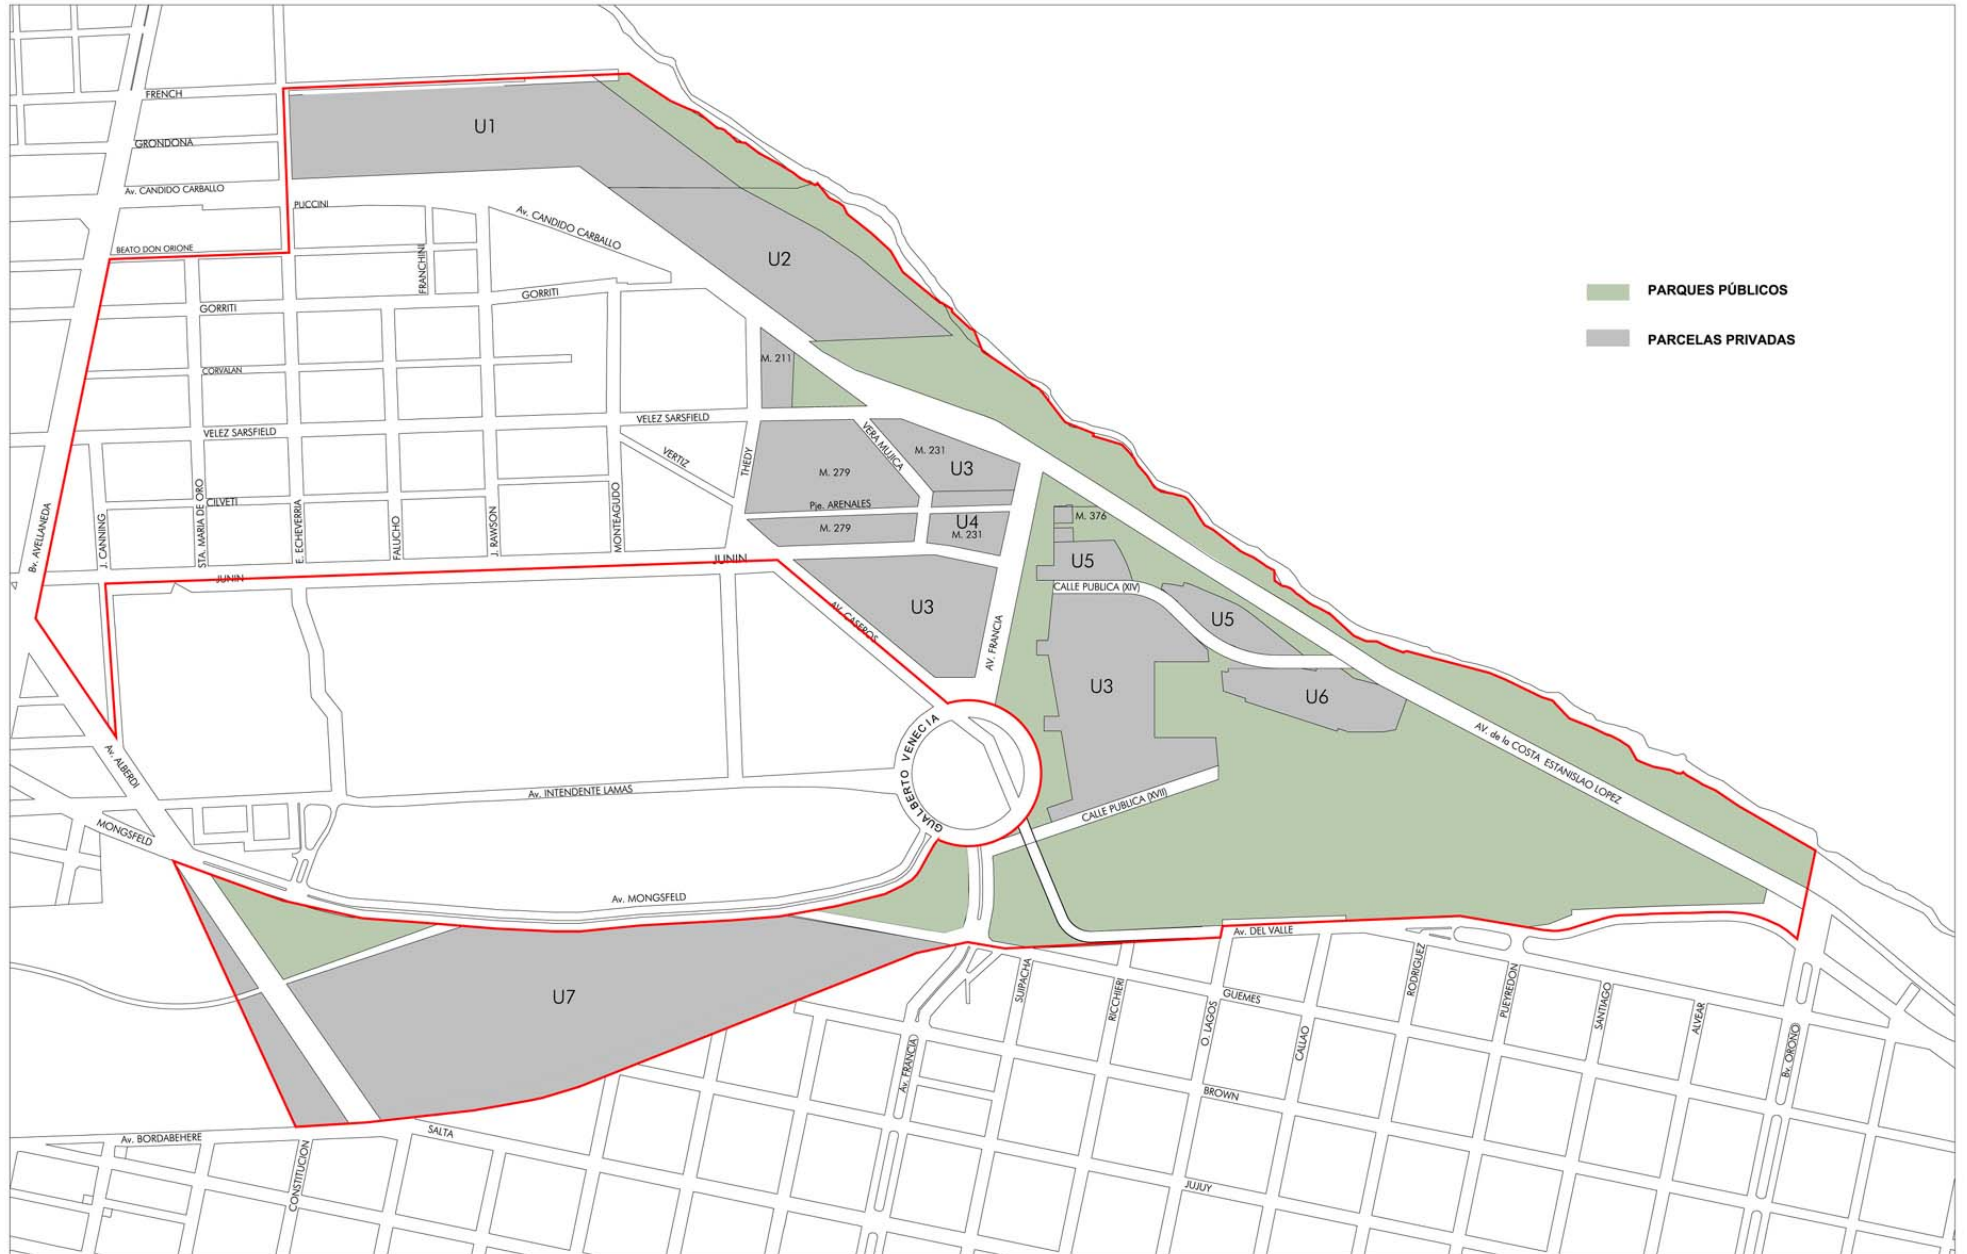 FRENCH
U1
GRONDONA
Av. CANDIDO CARBALLO
PUCCINI
Av. CANDIDO CARBALLO
BEATO DON ORIONE
FRANCHINI
U2
GORRITI
GORRITI
PARQUES PÚBLICOS
PARCELAS PRIVADAS
M. 211
CORVALAN
VELEZ SARSFIELD
VELEZ SARSFIELD
VERA MUJICA
VERTIZ
THEDY
M. 231
U3
M. 279
Pje. ARENALES
CILVETI
STA. MARIA DE ORO
E. ECHEVERRIA
FALUCHO
J. RAWSON
MONTEAGUDO
J. CANNING
Bv. AVELLANEDA
M. 279
U4
M. 231
M. 376
JUNIN
JUNIN
U5
CALLE PUBLICA (XIV)
U3
AV. CASEROS
AV. FRANCIA
U5
U3
U6
GUALBERTO VENECIA
AV. de la COSTA ESTANISLAO LOPEZ
Av. ALBERDI
Av. INTENDENTE LAMAS
CALLE PUBLICA (XVII)
MONGSFELD
Av. MONGSFELD
Av. DEL VALLE
U7
SUIPACHA
RICCHIERI
O. LAGOS
GUEMES
CALLAO
RODRIGUEZ
PUEYREDON
SANTIAGO
ALVEAR
Bv. OROÑO
Av. FRANCIA
BROWN
Av. BORDABEHERE
SALTA
CONSTITUCION
JUJUY